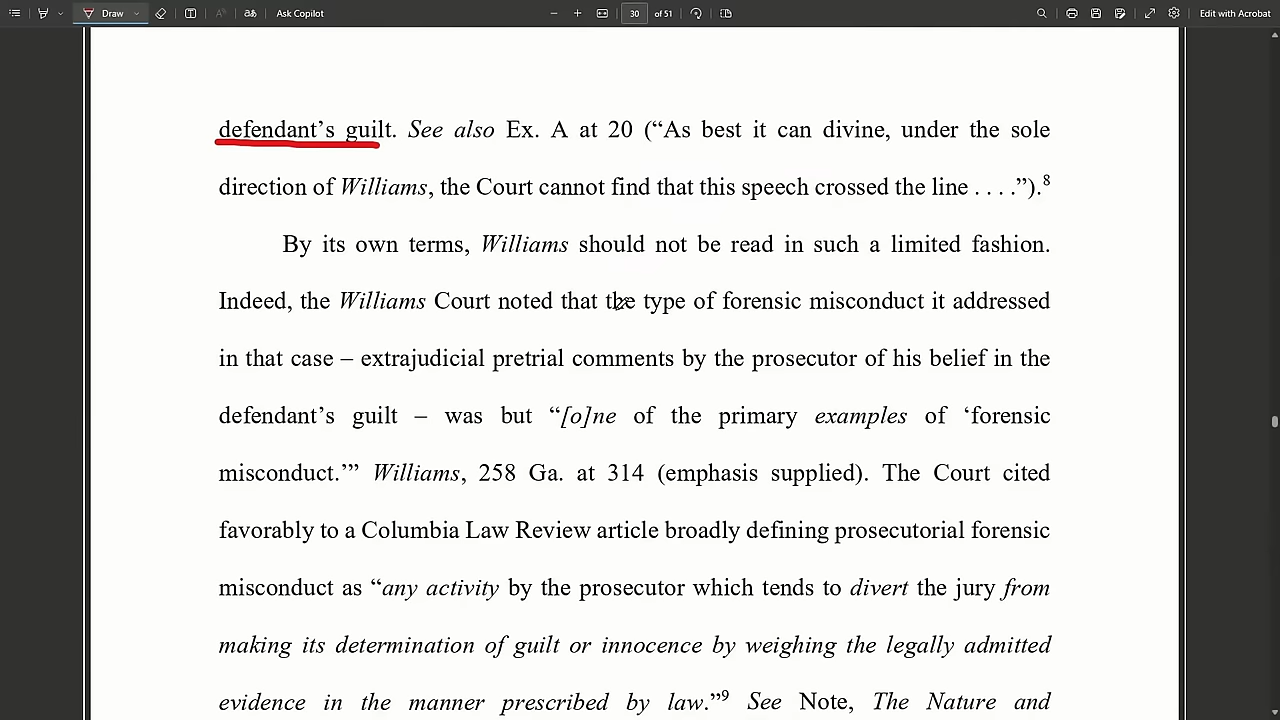 Draw
Ask Copilot
30 of 51
Edit with Acrobat
defendant’s guilt. See also Ex. A at 20 (“As best it can divine, under the sole
direction of Williams, the Court cannot find that this speech crossed the line . . . .”).8
By its own terms, Williams should not be read in such a limited fashion.
Indeed, the Williams Court noted that the type of forensic misconduct it addressed
in that case – extrajudicial pretrial comments by the prosecutor of his belief in the
defendant’s guilt – was but “[o]ne of the primary examples of ‘forensic
misconduct.’” Williams, 258 Ga. at 314 (emphasis supplied). The Court cited
favorably to a Columbia Law Review article broadly defining prosecutorial forensic
misconduct as “any activity by the prosecutor which tends to divert the jury from
making its determination of guilt or innocence by weighing the legally admitted
evidence in the manner prescribed by law.”9 See Note, The Nature and